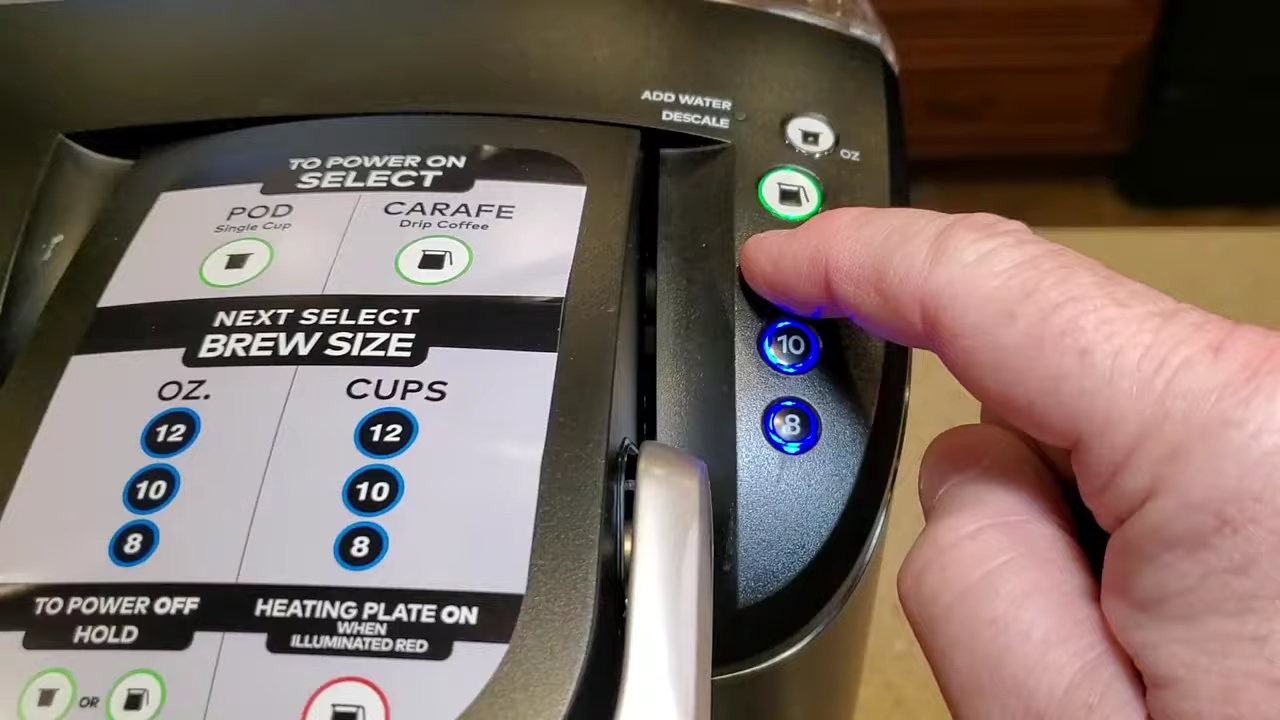 ADD WATER
DESCALE
OZ
TO POWER ON
SELECT
POD
Single Cup
CARAFE
Drip Coffee
NEXT SELECT
BREW SIZE
OZ.
CUPS
12
12
10
10
8
8
10
8
TO POWER OFF
HOLD
OR
HEATING PLATE ON
WHEN
ILLUMINATED RED